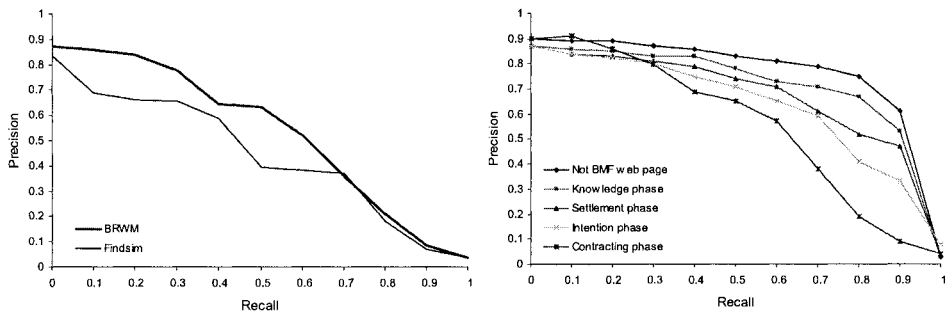 1
0.9
0.8
0.7
0.6
0.5
0.4
0.3
0.2
0.1
0
Precision
BRWM
Findsim
0 0.1 0.2 0.3 0.4 0.5 0.6 0.7 0.8 0.9 1
Recall
1
0.9
0.8
0.7
0.6
0.5
0.4
0.3
0.2
0.1
0
Precision
Not BMF web page
Knowledge phase
Settlement phase
Intention phase
Contracting phase
0 0.1 0.2 0.3 0.4 0.5 0.6 0.7 0.8 0.9 1
Recall